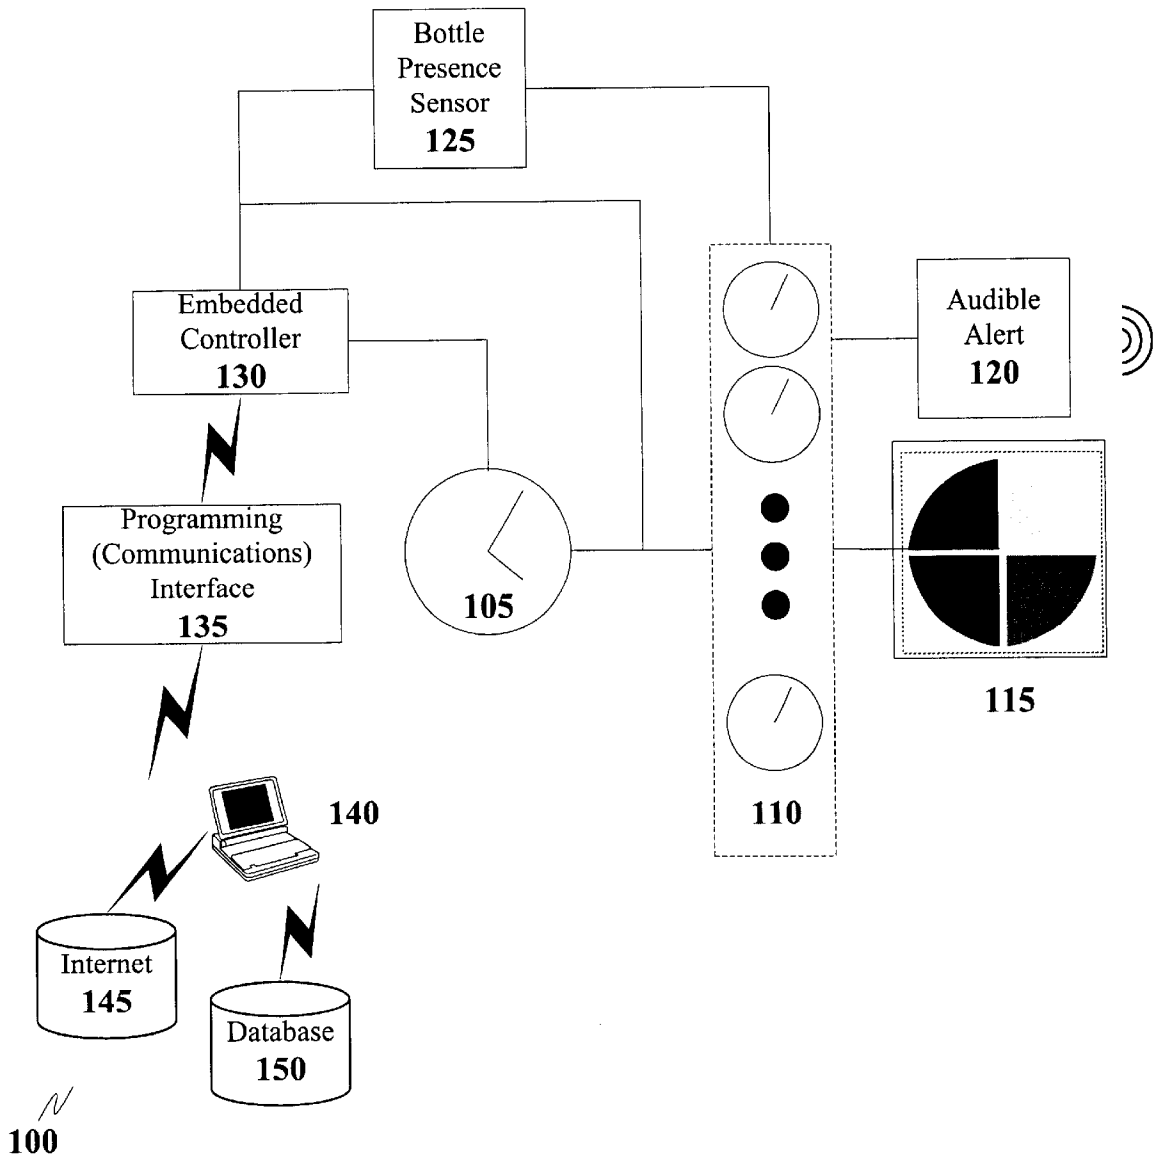 Bottle
Presence
Sensor
125
Embedded
Controller
130
Audible
Alert
120
Programming
(Communications)
Interface
135
105
115
110
140
Internet
145
Database
150
100